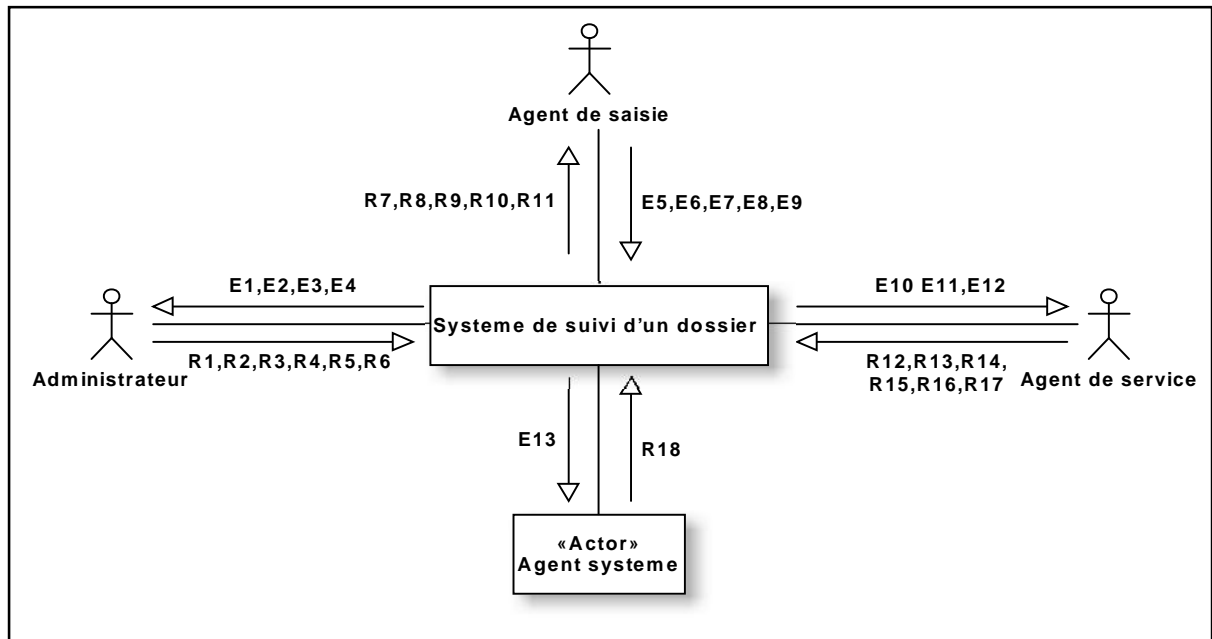 Agent de saisie
R7,R8,R9,R10,R11
E5,E6,E7,E8,E9
E1,E2,E3,E4
E10 E11,E12
Systeme de suivi d'un dossier
R1,R2,R3,R4,R5,R6
R12,R13,R14,
R15,R16,R17
Administrateur
Agent de service
E13
R18
«Actor»
Agent systeme